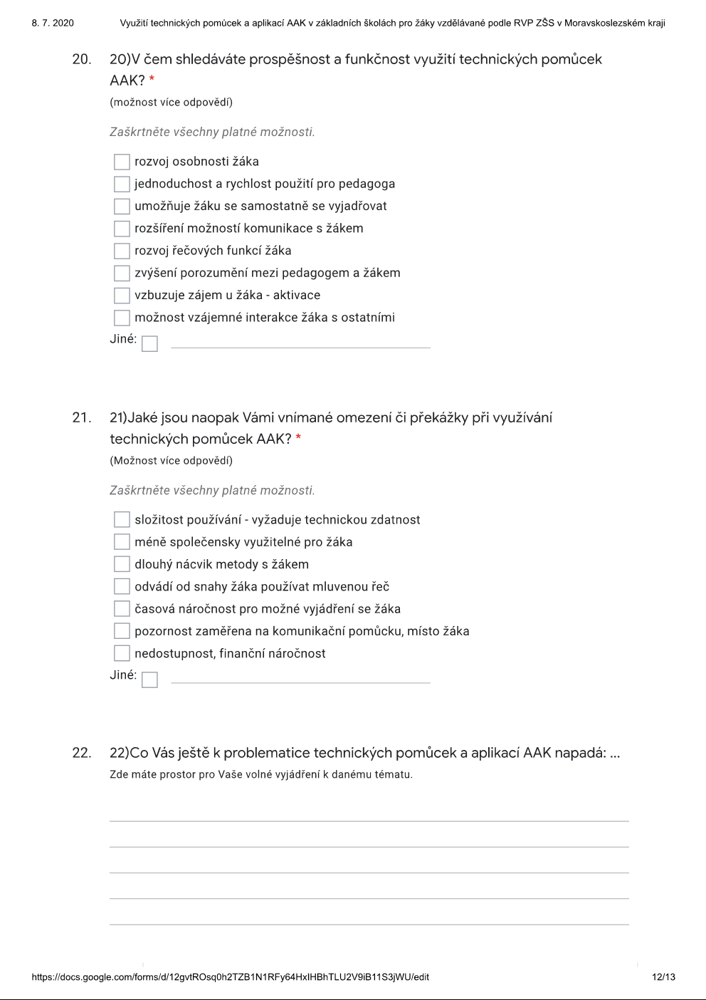 8. 7. 2020
Využití technických pomůcek a aplikací AAK v základních školách pro žáky vzdělávané podle RVP ZŠS v Moravskoslezském kraji
20. 20)V čem shledáváte prospěšnost a funkčnost využití technických pomůcek
AAK? *
(možnost více odpovědí)
Zaškrtněte všechny platné možnosti.
rozvoj osobnosti žáka
jednoduchost a rychlost použití pro pedagoga
umožňuje žáku se samostatně se vyjadřovat
rozšíření možností komunikace s žákem
rozvoj řečových funkcí žáka
zvýšení porozumění mezi pedagogem a žákem
vzbuzuje zájem u žáka - aktivace
možnost vzájemné interakce žáka s ostatními
Jiné:
21. 21)Jaké jsou naopak Vámi vnímané omezení či překážky při využívání
technických pomůcek AAK? *
(Možnost více odpovědí)
Zaškrtněte všechny platné možnosti.
složitost používání - vyžaduje technickou zdatnost
méně společensky využitelné pro žáka
dlouhý nácvik metody s žákem
odvádí od snahy žáka používat mluvenou řeč
časová náročnost pro možné vyjádření se žáka
pozornost zaměřena na komunikační pomůcku, místo žáka
nedostupnost, finanční náročnost
Jiné:
22. 22)Co Vás ještě k problematice technických pomůcek a aplikací AAK napadá: ...
Zde máte prostor pro Vaše volné vyjádření k danému tématu.
https://docs.google.com/forms/d/12gvtROsq0h2TZB1N1RFy64HxIHBhTLU2V9iB11S3jWU/edit
12/13